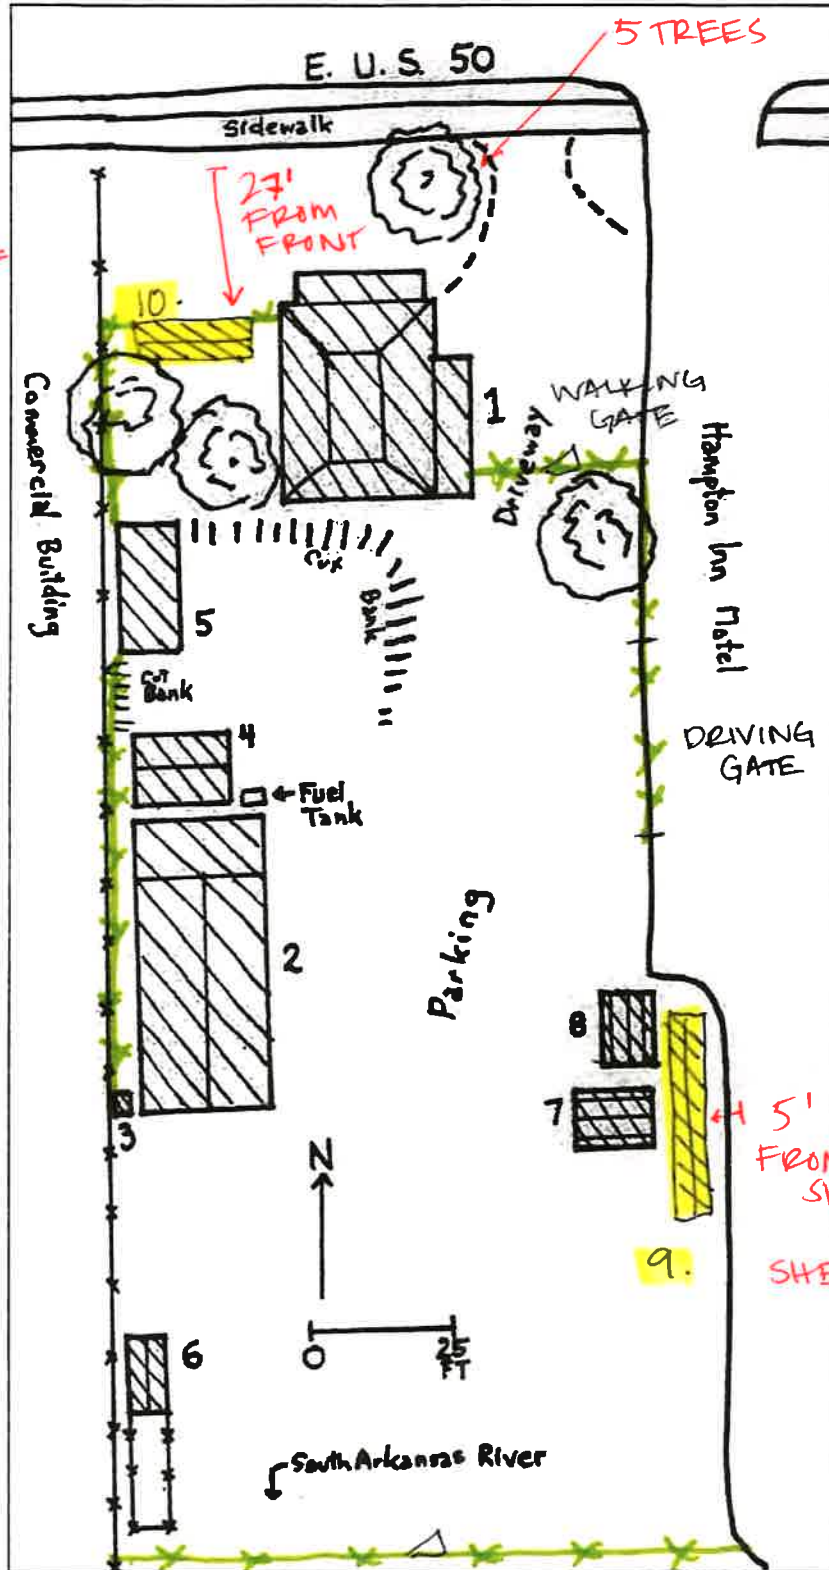 5 TREES
E. U. S. 50
Sidewalk
27'
FROM
FRONT
10.
1
WALKING
GATE
Driveway
Commercial Building
Hampton Inn Motel
5
Cut
Bank
Cut
Bank
4
DRIVING
GATE
←Fuel
Tank
2
Parking
8
7
5'
3
N
9.
6
0
25
FT
South Arkansas River